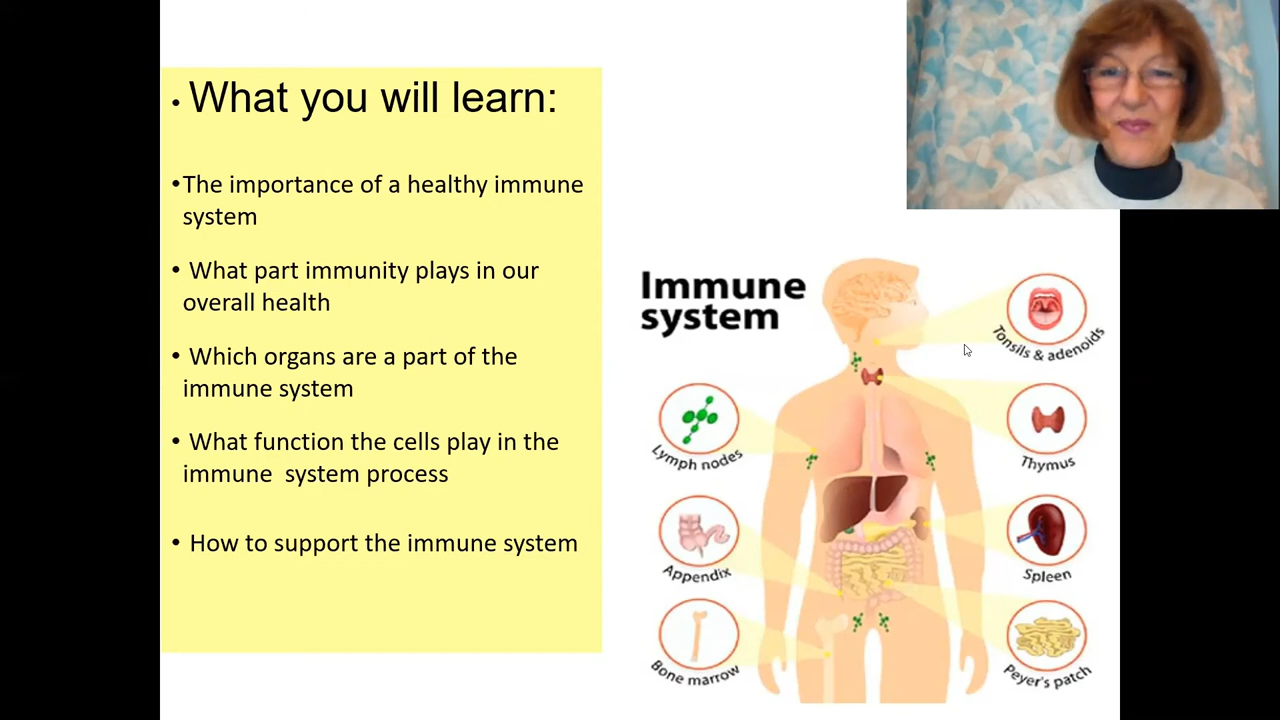 • What you will learn:
•The importance of a healthy immune
system
• What part immunity plays in our
overall health
• Which organs are a part of the
immune system
• What function the cells play in the
immune  system process
• How to support the immune system
Immune
system
Tonsils & adenoids
Lymph nodes
Thymus
Appendix
Spleen
Bone marrow
Peyer's patch